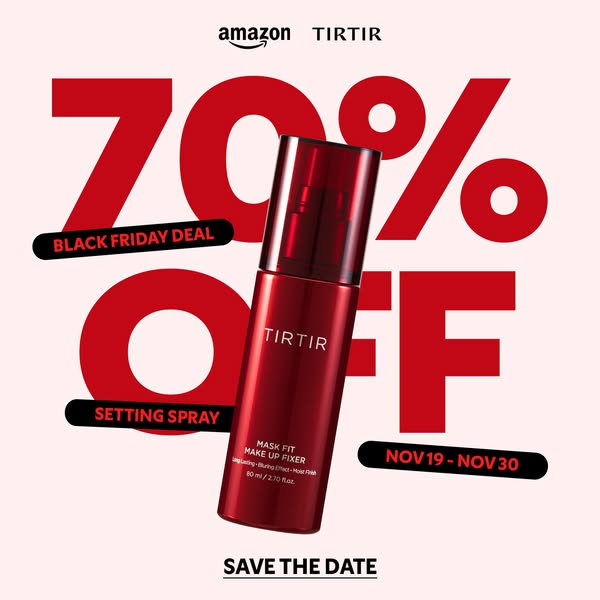 amazon TIRTIR
70%
BLACK FRIDAY DEAL
OFF
TIRTIR
SETTING SPRAY
MASK FIT
MAKE UP FIXER
Long Lasting • Bluring Effect • Moist Finish
80 ml / 2.70 fl.oz.
NOV 19 - NOV 30
SAVE THE DATE